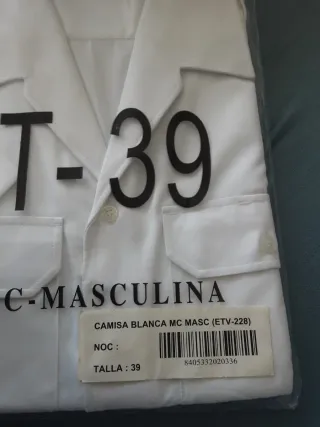 T-39
C-MASCULINA
CAMISA BLANCA MC MASC (ETV-228)
NOC :
TALLA : 39
8405332020336